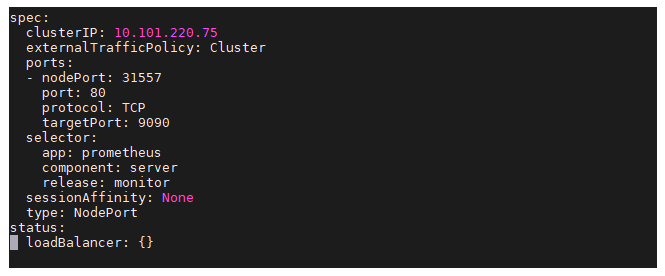 spec:
  clusterIP: 10.101.220.75
  externalTrafficPolicy: Cluster
  ports:
  - nodePort: 31557
    port: 80
    protocol: TCP
    targetPort: 9090
  selector:
    app: prometheus
    component: server
    release: monitor
  sessionAffinity: None
  type: NodePort
status:
  loadBalancer: {}